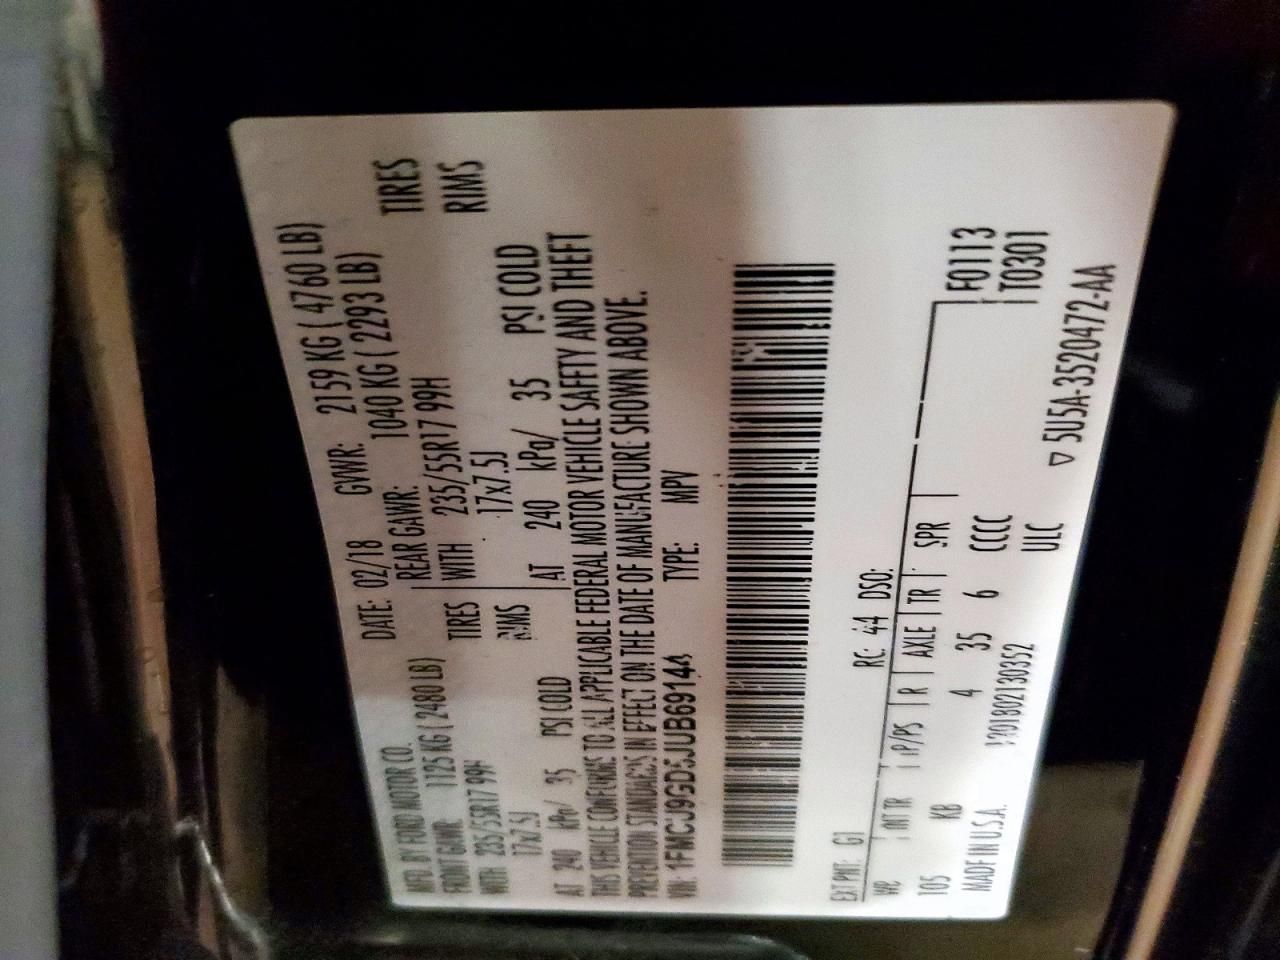 MFD. BY FORD MOTOR CO.
DATE: 02/18 GVWR: 2159 KG ( 4760 LB)
FRONT GAWR: 1125 KG ( 2480 LB) REAR GAWR: 1040 KG ( 2293 LB)
WITH 235/55R17 99H TIRES WITH 235/55R17 99H TIRES
17x7.5J RIMS 17x7.5J RIMS
AT 240 kPa/ 35 PSI COLD AT 240 kPa/ 35 PSI COLD
THIS VEHICLE CONFORMS TO ALL APPLICABLE FEDERAL MOTOR VEHICLE SAFETY AND THEFT
PREVENTION STANDARDS IN EFFECT ON THE DATE OF MANUFACTURE SHOWN ABOVE.
VIN: 1FMCJ9GD5JUB69144 TYPE: MPV
EXT PNT: G1 RC: 44 DSO:
WB INT TR TP/PS R AXLE TR SPR F0113
105 KB 4 35 6 CCCC T0301
MADE IN U.S.A. ULC
▽ 5U5A-3520472-AA